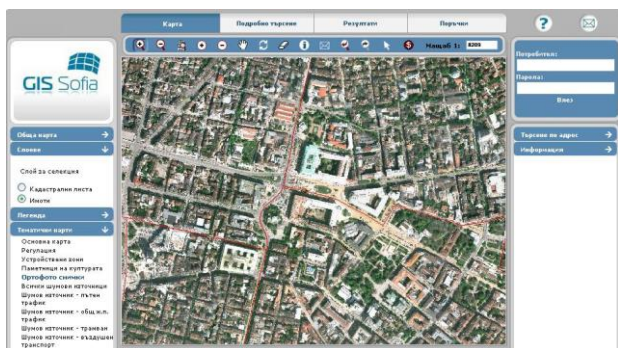 Карта
Подробно търсене
Резултати
Поръчки
GIS Sofia
Мащаб 1:
Потребител:
Парола:
Вход
Обща карта
Слоеве
Слой за селекция
Кадастрални листа
Имоти
Легенда
Тематични карти
Основна карта
Регулация
Устройствени зони
Паметници на културата
Ортофото снимки
Всички шумови източници
Шумов източник - пътен
трафик
Шумов източник - общ ж.п.
трафик
Шумов източник - трамваи
Шумов източник - въздушен
транспорт
Търсене по адрес
Информация